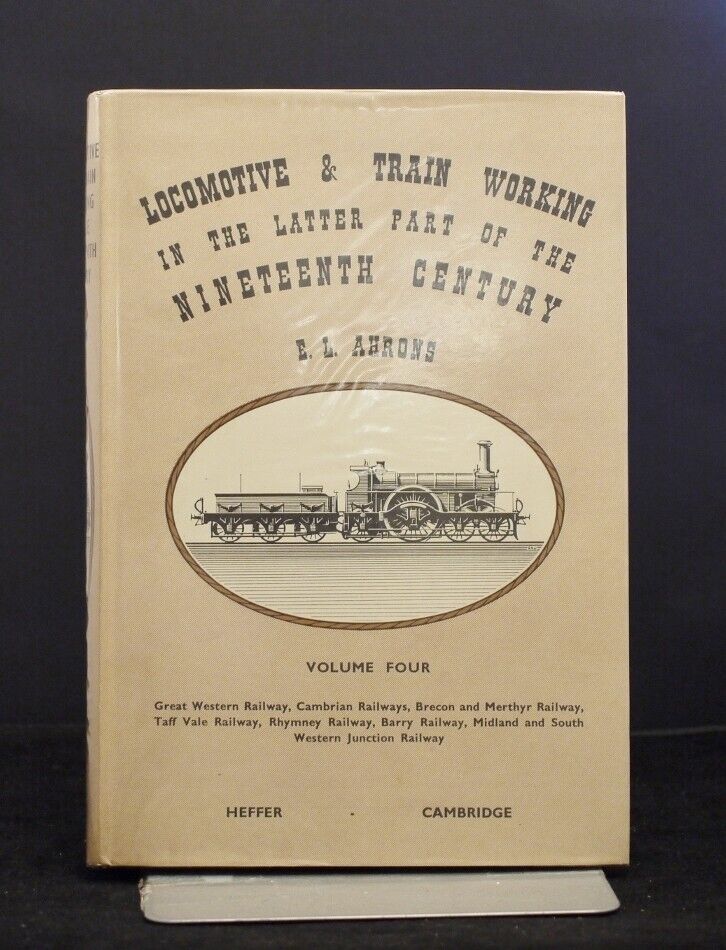 LOCOMOTIVE & TRAIN WORKING
IN THE LATTER PART OF THE
NINETEENTH CENTURY
E. L. AHRONS
VOLUME FOUR
Great Western Railway, Cambrian Railways, Brecon and Merthyr Railway,
Taff Vale Railway, Rhymney Railway, Barry Railway, Midland and South
Western Junction Railway
HEFFER . CAMBRIDGE